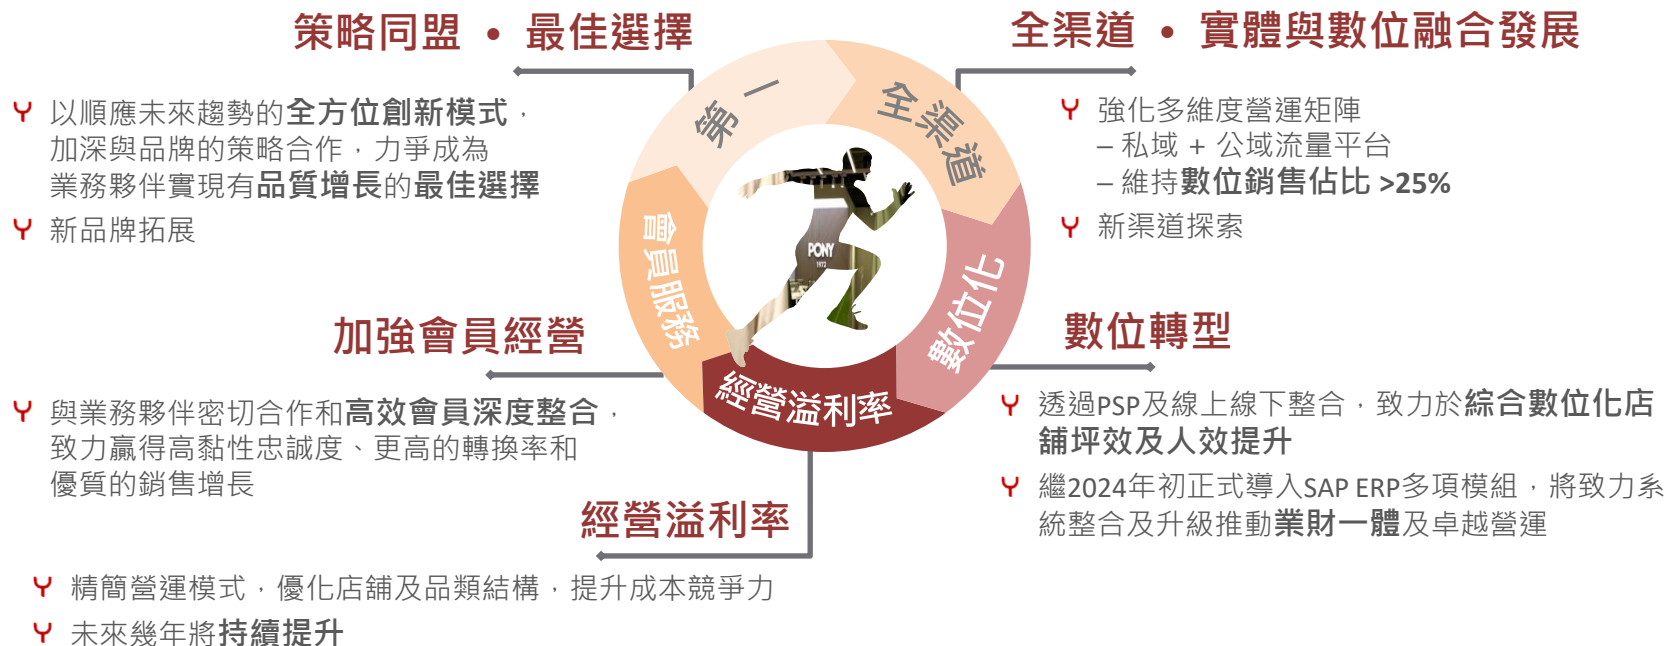 策略同盟 • 最佳選擇
以順應未來趨勢的全方位創新模式，
加深與品牌的策略合作，力爭成為
業務夥伴實現有品質增長的最佳選擇
新品牌拓展
全渠道 • 實體與數位融合發展
強化多維度營運矩陣
– 私域 + 公域流量平台
– 維持數位銷售佔比 >25%
新渠道探索
第一
全渠道
數位化
經營溢利率
會員服務
PONY
1972
加強會員經營
與業務夥伴密切合作和高效會員深度整合，
致力贏得高黏性忠誠度、更高的轉換率和
優質的銷售增長
數位轉型
透過PSP及線上線下整合，致力於綜合數位化店
舖坪效及人效提升
繼2024年初正式導入SAP ERP多項模組，將致力系
統整合及升級推動業財一體及卓越營運
經營溢利率
精簡營運模式，優化店舖及品類結構，提升成本競爭力
未來幾年將持續提升